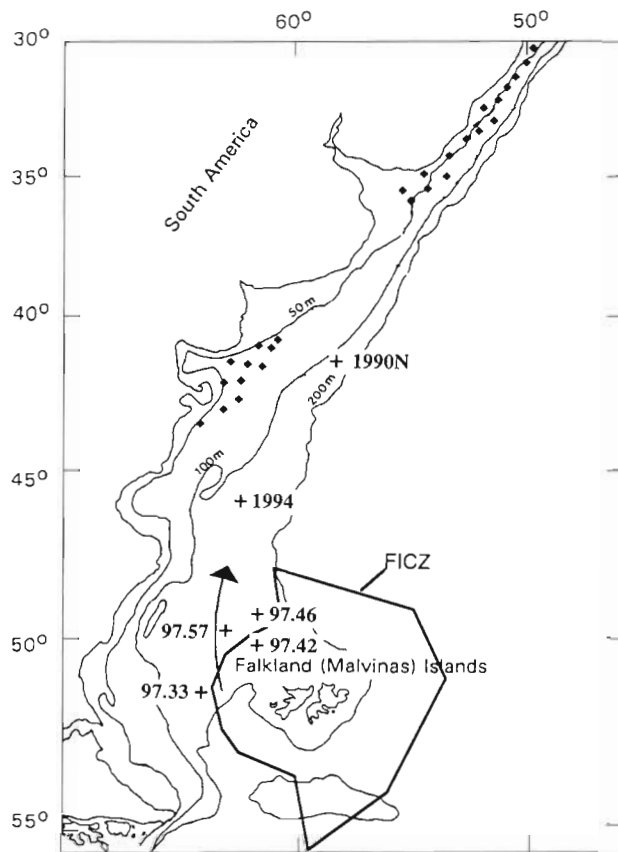 60° 50°
30°
South America
35°
40°
50m
1990N
200m
100m
45°
1994
FICZ
97.46
97.57
50°
97.42
Falkland (Malvinas) Islands
97.33
55°